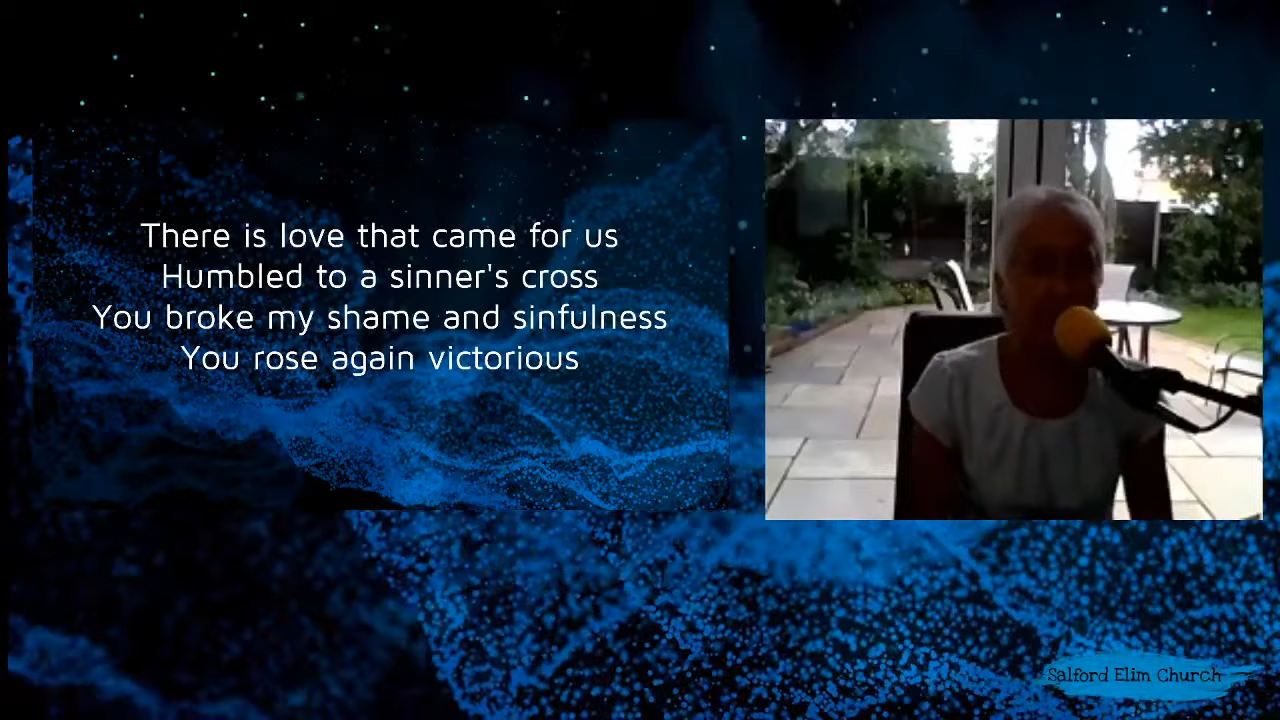 There is love that came for us
Humbled to a sinner's cross
You broke my shame and sinfulness
You rose again victorious
Salford Elim Church